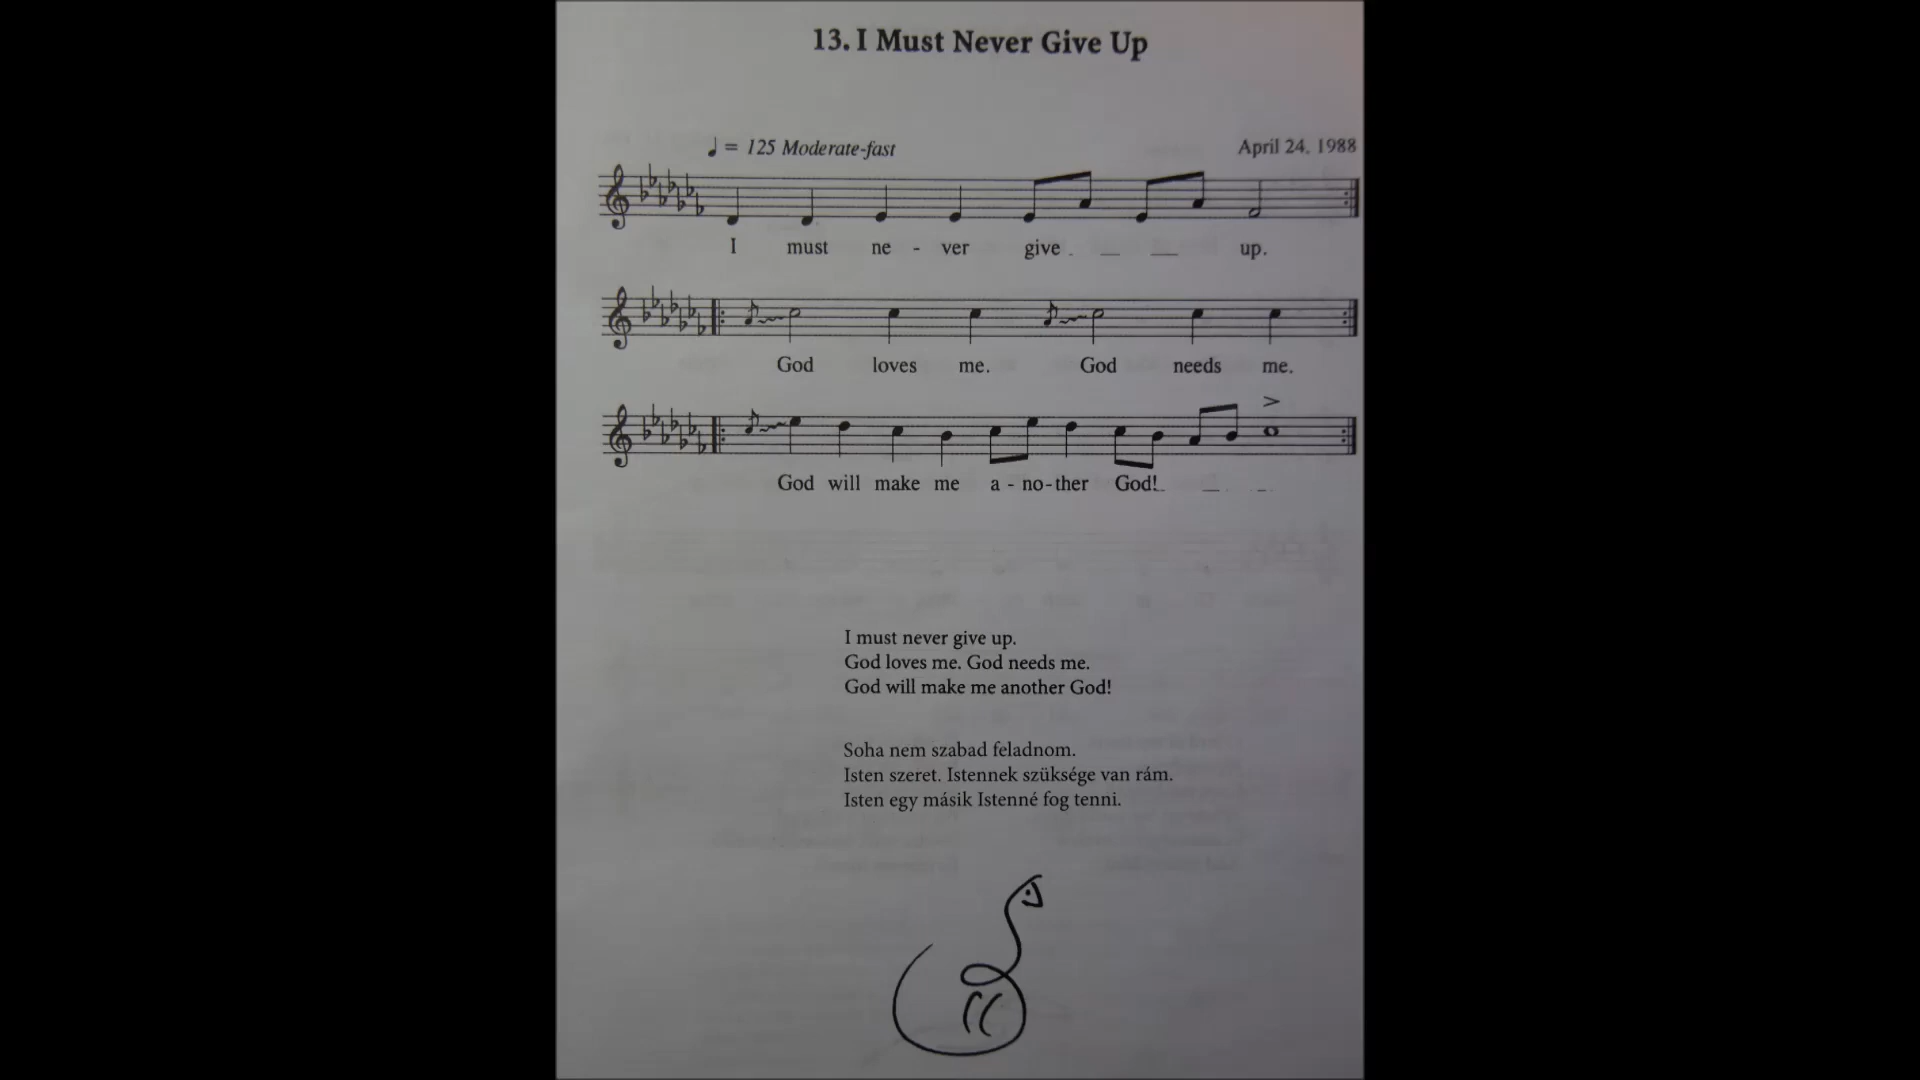 13. I Must Never Give Up
= 125 Moderate-fast
April 24, 1988
I must ne - ver give up.
God loves me. God needs me.
God will make me a - no - ther God!
I must never give up.
God loves me. God needs me.
God will make me another God!
Soha nem szabad feladnom.
Isten szeret. Istennek szüksége van rám.
Isten egy másik Istenné fog tenni.